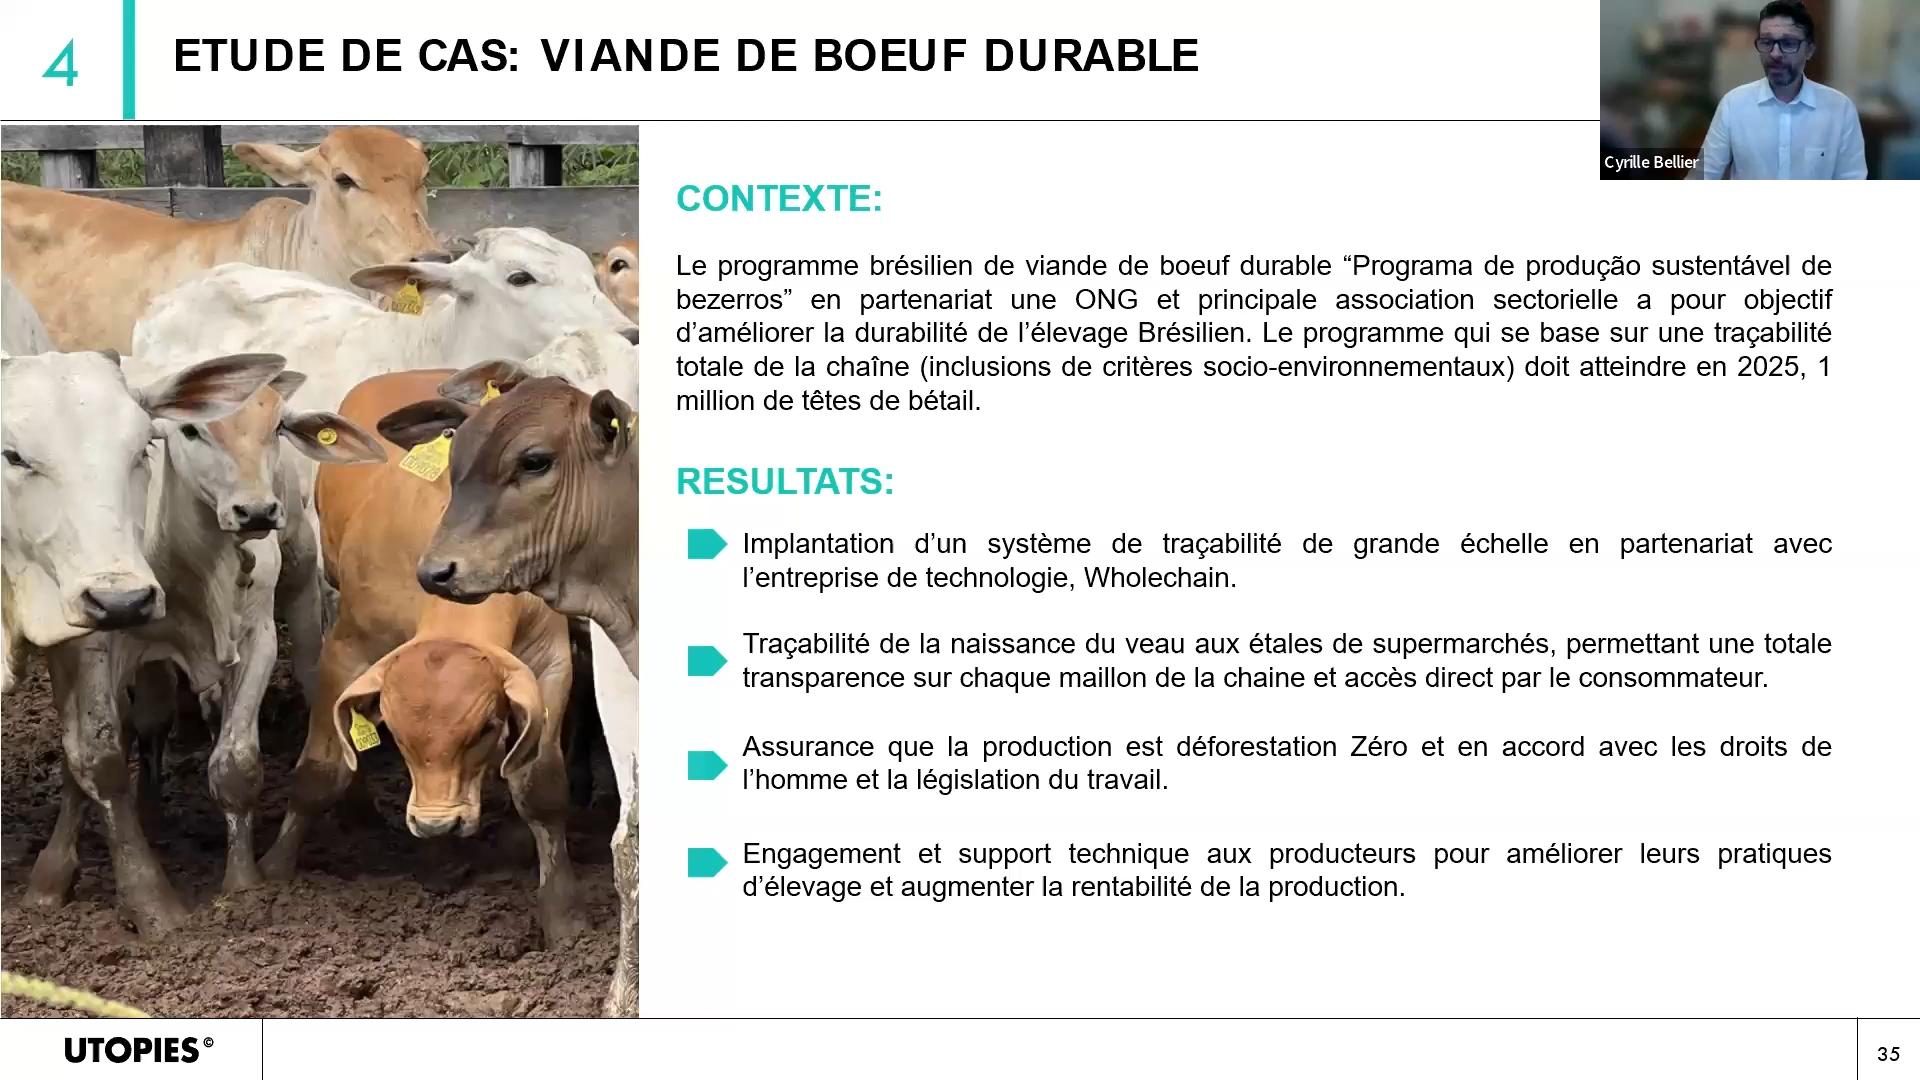 4
ETUDE DE CAS: VIANDE DE BOEUF DURABLE
Cyrille Bellier
CONTEXTE:
Le programme brésilien de viande de boeuf durable “Programa de produção sustentável de
bezerros” en partenariat une ONG et principale association sectorielle a pour objectif
d’améliorer la durabilité de l’élevage Brésilien. Le programme qui se base sur une traçabilité
totale de la chaîne (inclusions de critères socio-environnementaux) doit atteindre en 2025, 1
million de têtes de bétail.
RESULTATS:
Implantation d’un système de traçabilité de grande échelle en partenariat avec
l’entreprise de technologie, Wholechain.
Traçabilité de la naissance du veau aux étales de supermarchés, permettant une totale
transparence sur chaque maillon de la chaine et accès direct par le consommateur.
Assurance que la production est déforestation Zéro et en accord avec les droits de
l’homme et la législation du travail.
Engagement et support technique aux producteurs pour améliorer leurs pratiques
d’élevage et augmenter la rentabilité de la production.
UTOPIES©
35